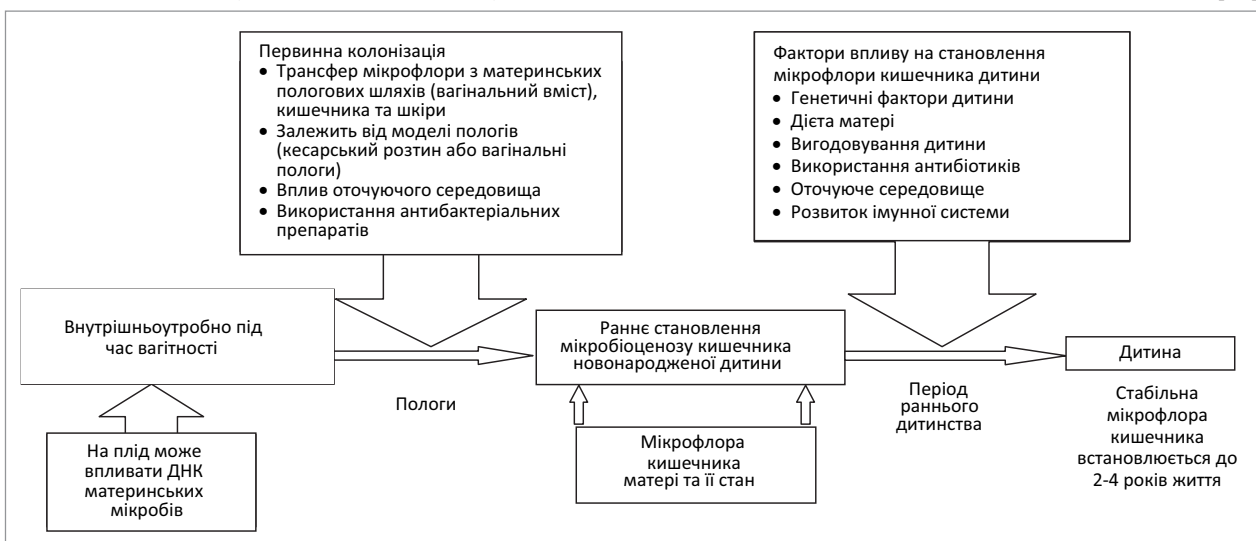 Первинна колонізація
• Трансфер мікрофлори з материнських
пологових шляхів (вагінальний вміст),
кишечника та шкіри
• Залежить від моделі пологів
(кесарський розтин або вагінальні
пологи)
• Вплив оточуючого середовища
• Використання антибактеріальних
препаратів
Фактори впливу на становлення
мікрофлори кишечника дитини
• Генетичні фактори дитини
• Дієта матері
• Вигодовування дитини
• Використання антибіотиків
• Оточуюче середовище
• Розвиток імунної системи
Внутрішньоутробно під
час вагітності
Пологи
Раннє становлення
мікробіоценозу кишечника
новонародженої дитини
Період
раннього
дитинства
Дитина
Стабільна
мікрофлора
кишечника
встановлюється до
2-4 років життя
На плід може
впливати ДНК
материнських
мікробів
Мікрофлора
кишечника
матері та її стан